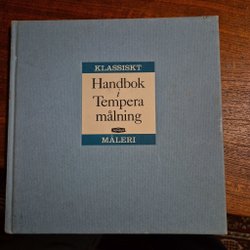 KLASSISKT
Handbok
i
Tempera
målning
MÅLERI